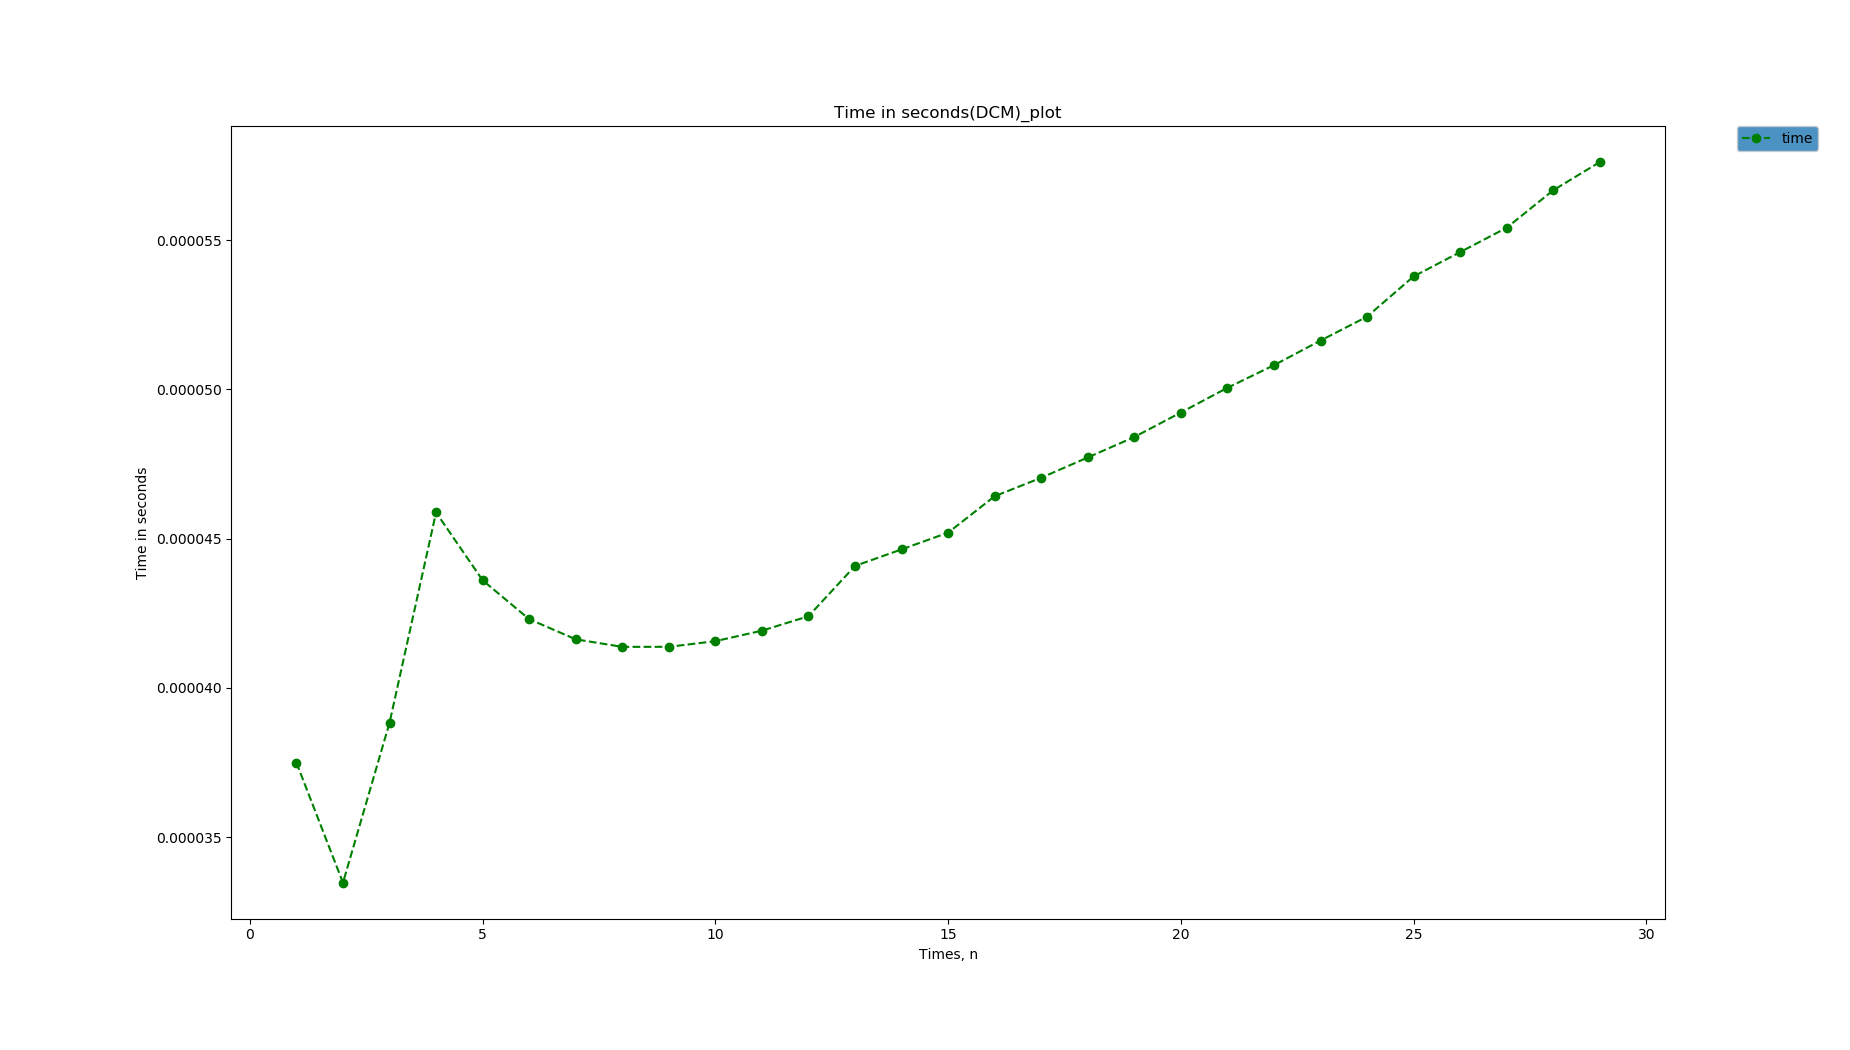 Time in seconds(DCM)_plot
time
0.000055
0.000050
0.000045
0.000040
0.000035
Time in seconds
0 5 10 15 20 25 30
Times, n